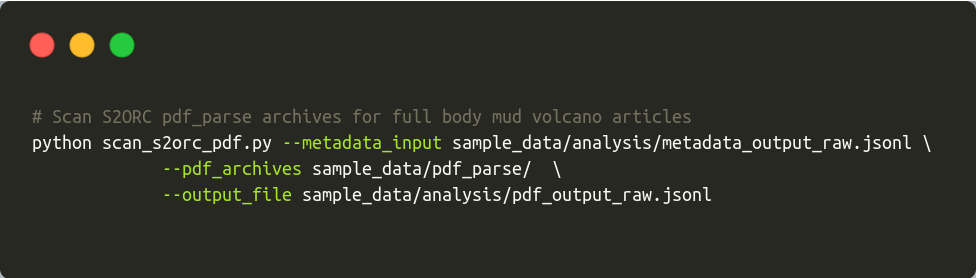 # Scan S2ORC pdf_parse archives for full body mud volcano articles
python scan_s2orc_pdf.py --metadata_input sample_data/analysis/metadata_output_raw.jsonl \
--pdf_archives sample_data/pdf_parse/  \
--output_file sample_data/analysis/pdf_output_raw.jsonl